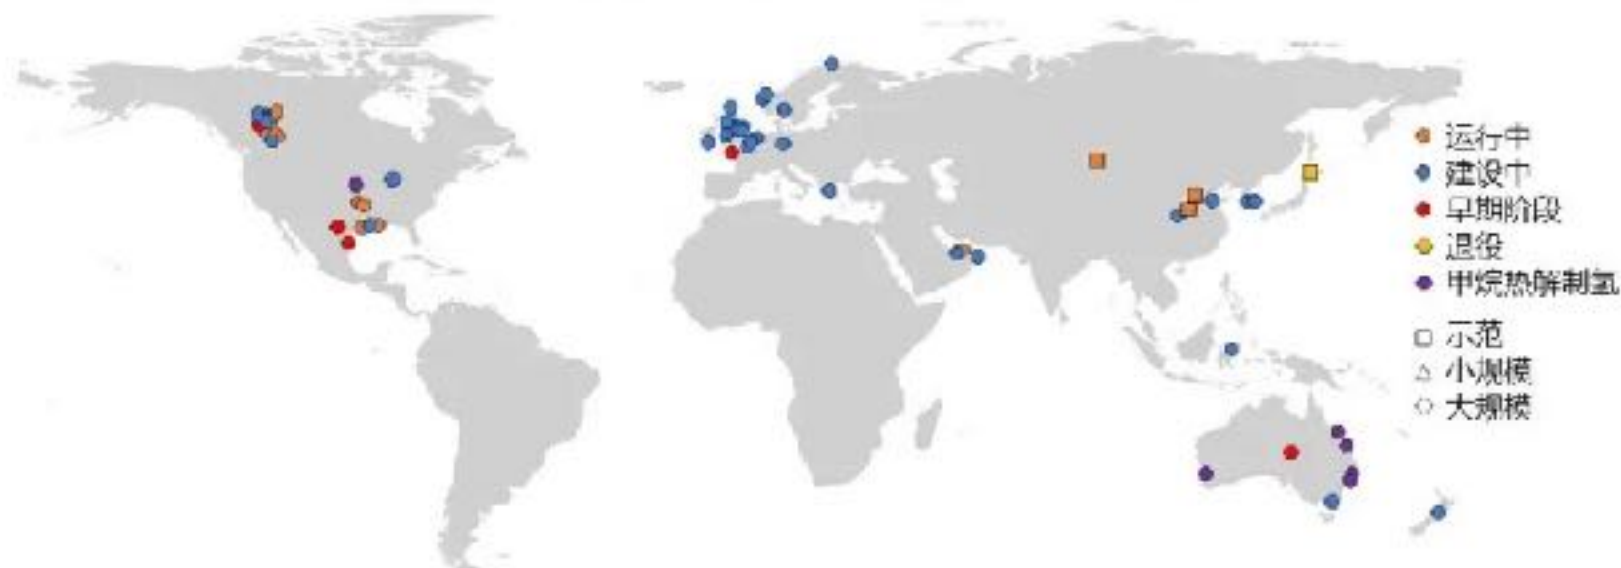 运行中
建设中
早期阶段
退役
甲烷热解制氢
示范
小规模
大规模